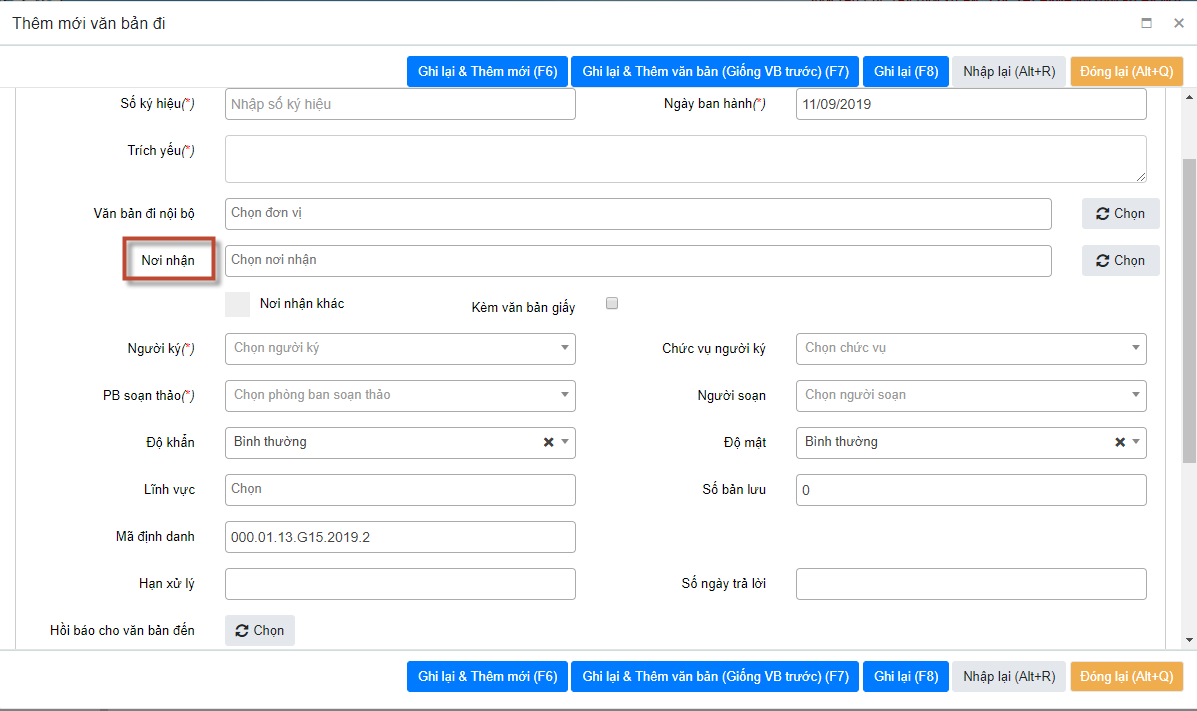 Thêm mới văn bản đi
Ghi lại & Thêm mới (F6) Ghi lại & Thêm văn bản (Giống VB trước) (F7) Ghi lại (F8) Nhập lại (Alt+R) Đóng lại (Alt+Q)
Số ký hiệu(*) Nhập số ký hiệu Ngày ban hành(*) 11/09/2019
Trích yếu(*)
Văn bản đi nội bộ Chọn đơn vị Chọn
Nơi nhận Chọn nơi nhận Chọn
Nơi nhận khác Kèm văn bản giấy
Người ký(*) Chọn người ký Chức vụ người ký Chọn chức vụ
PB soạn thảo(*) Chọn phòng ban soạn thảo Người soạn Chọn người soạn
Độ khẩn Bình thường Độ mật Bình thường
Lĩnh vực Chọn Số bản lưu 0
Mã định danh 000.01.13.G15.2019.2
Hạn xử lý Số ngày trả lời
Hồi báo cho văn bản đến Chọn
Ghi lại & Thêm mới (F6) Ghi lại & Thêm văn bản (Giống VB trước) (F7) Ghi lại (F8) Nhập lại (Alt+R) Đóng lại (Alt+Q)